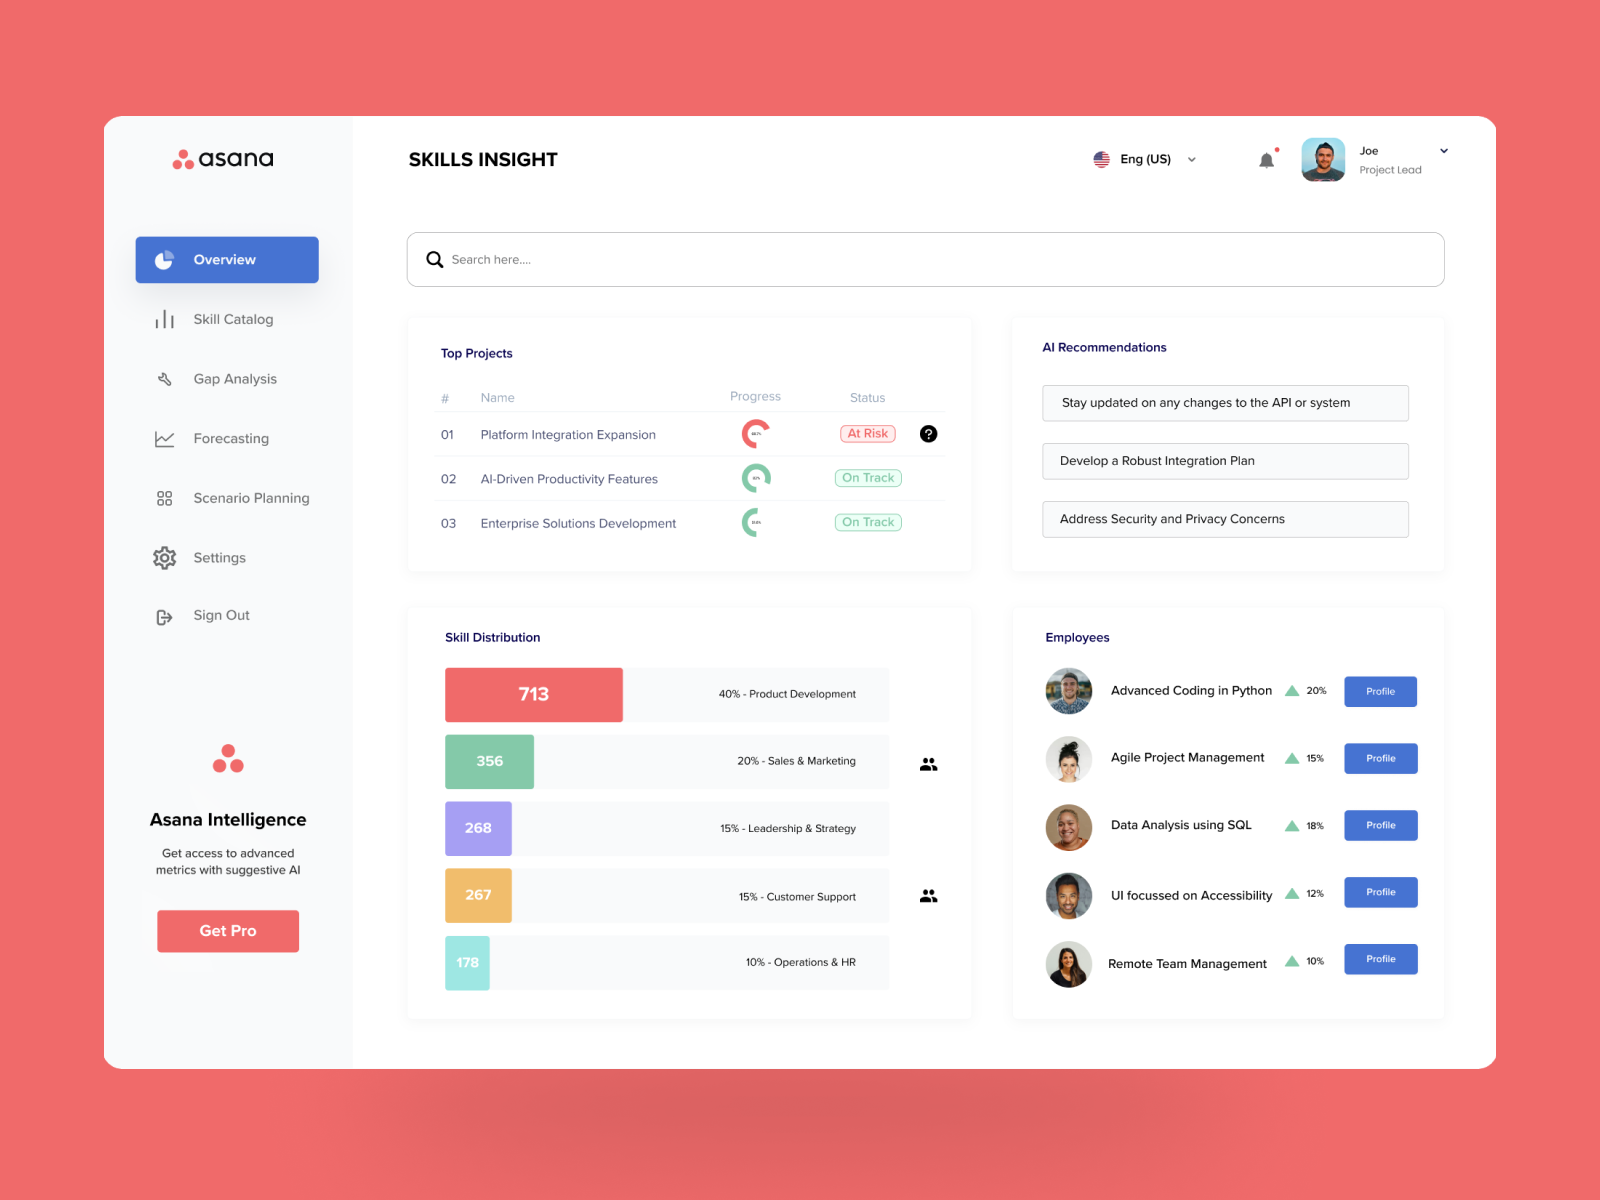 asana
SKILLS INSIGHT
Eng (US)
Joe
Project Lead
Overview
Skill Catalog
Gap Analysis
Forecasting
Scenario Planning
Settings
Sign Out
Asana Intelligence
Get access to advanced
metrics with suggestive AI
Get Pro
Search here....
Top Projects
# Name Progress Status
01 Platform Integration Expansion At Risk ?
02 AI-Driven Productivity Features On Track
03 Enterprise Solutions Development On Track
AI Recommendations
Stay updated on any changes to the API or system
Develop a Robust Integration Plan
Address Security and Privacy Concerns
Skill Distribution
713 40% - Product Development
356 20% - Sales & Marketing
268 15% - Leadership & Strategy
267 15% - Customer Support
178 10% - Operations & HR
Employees
Advanced Coding in Python 20% Profile
Agile Project Management 15% Profile
Data Analysis using SQL 18% Profile
UI focussed on Accessibility 12% Profile
Remote Team Management 10% Profile